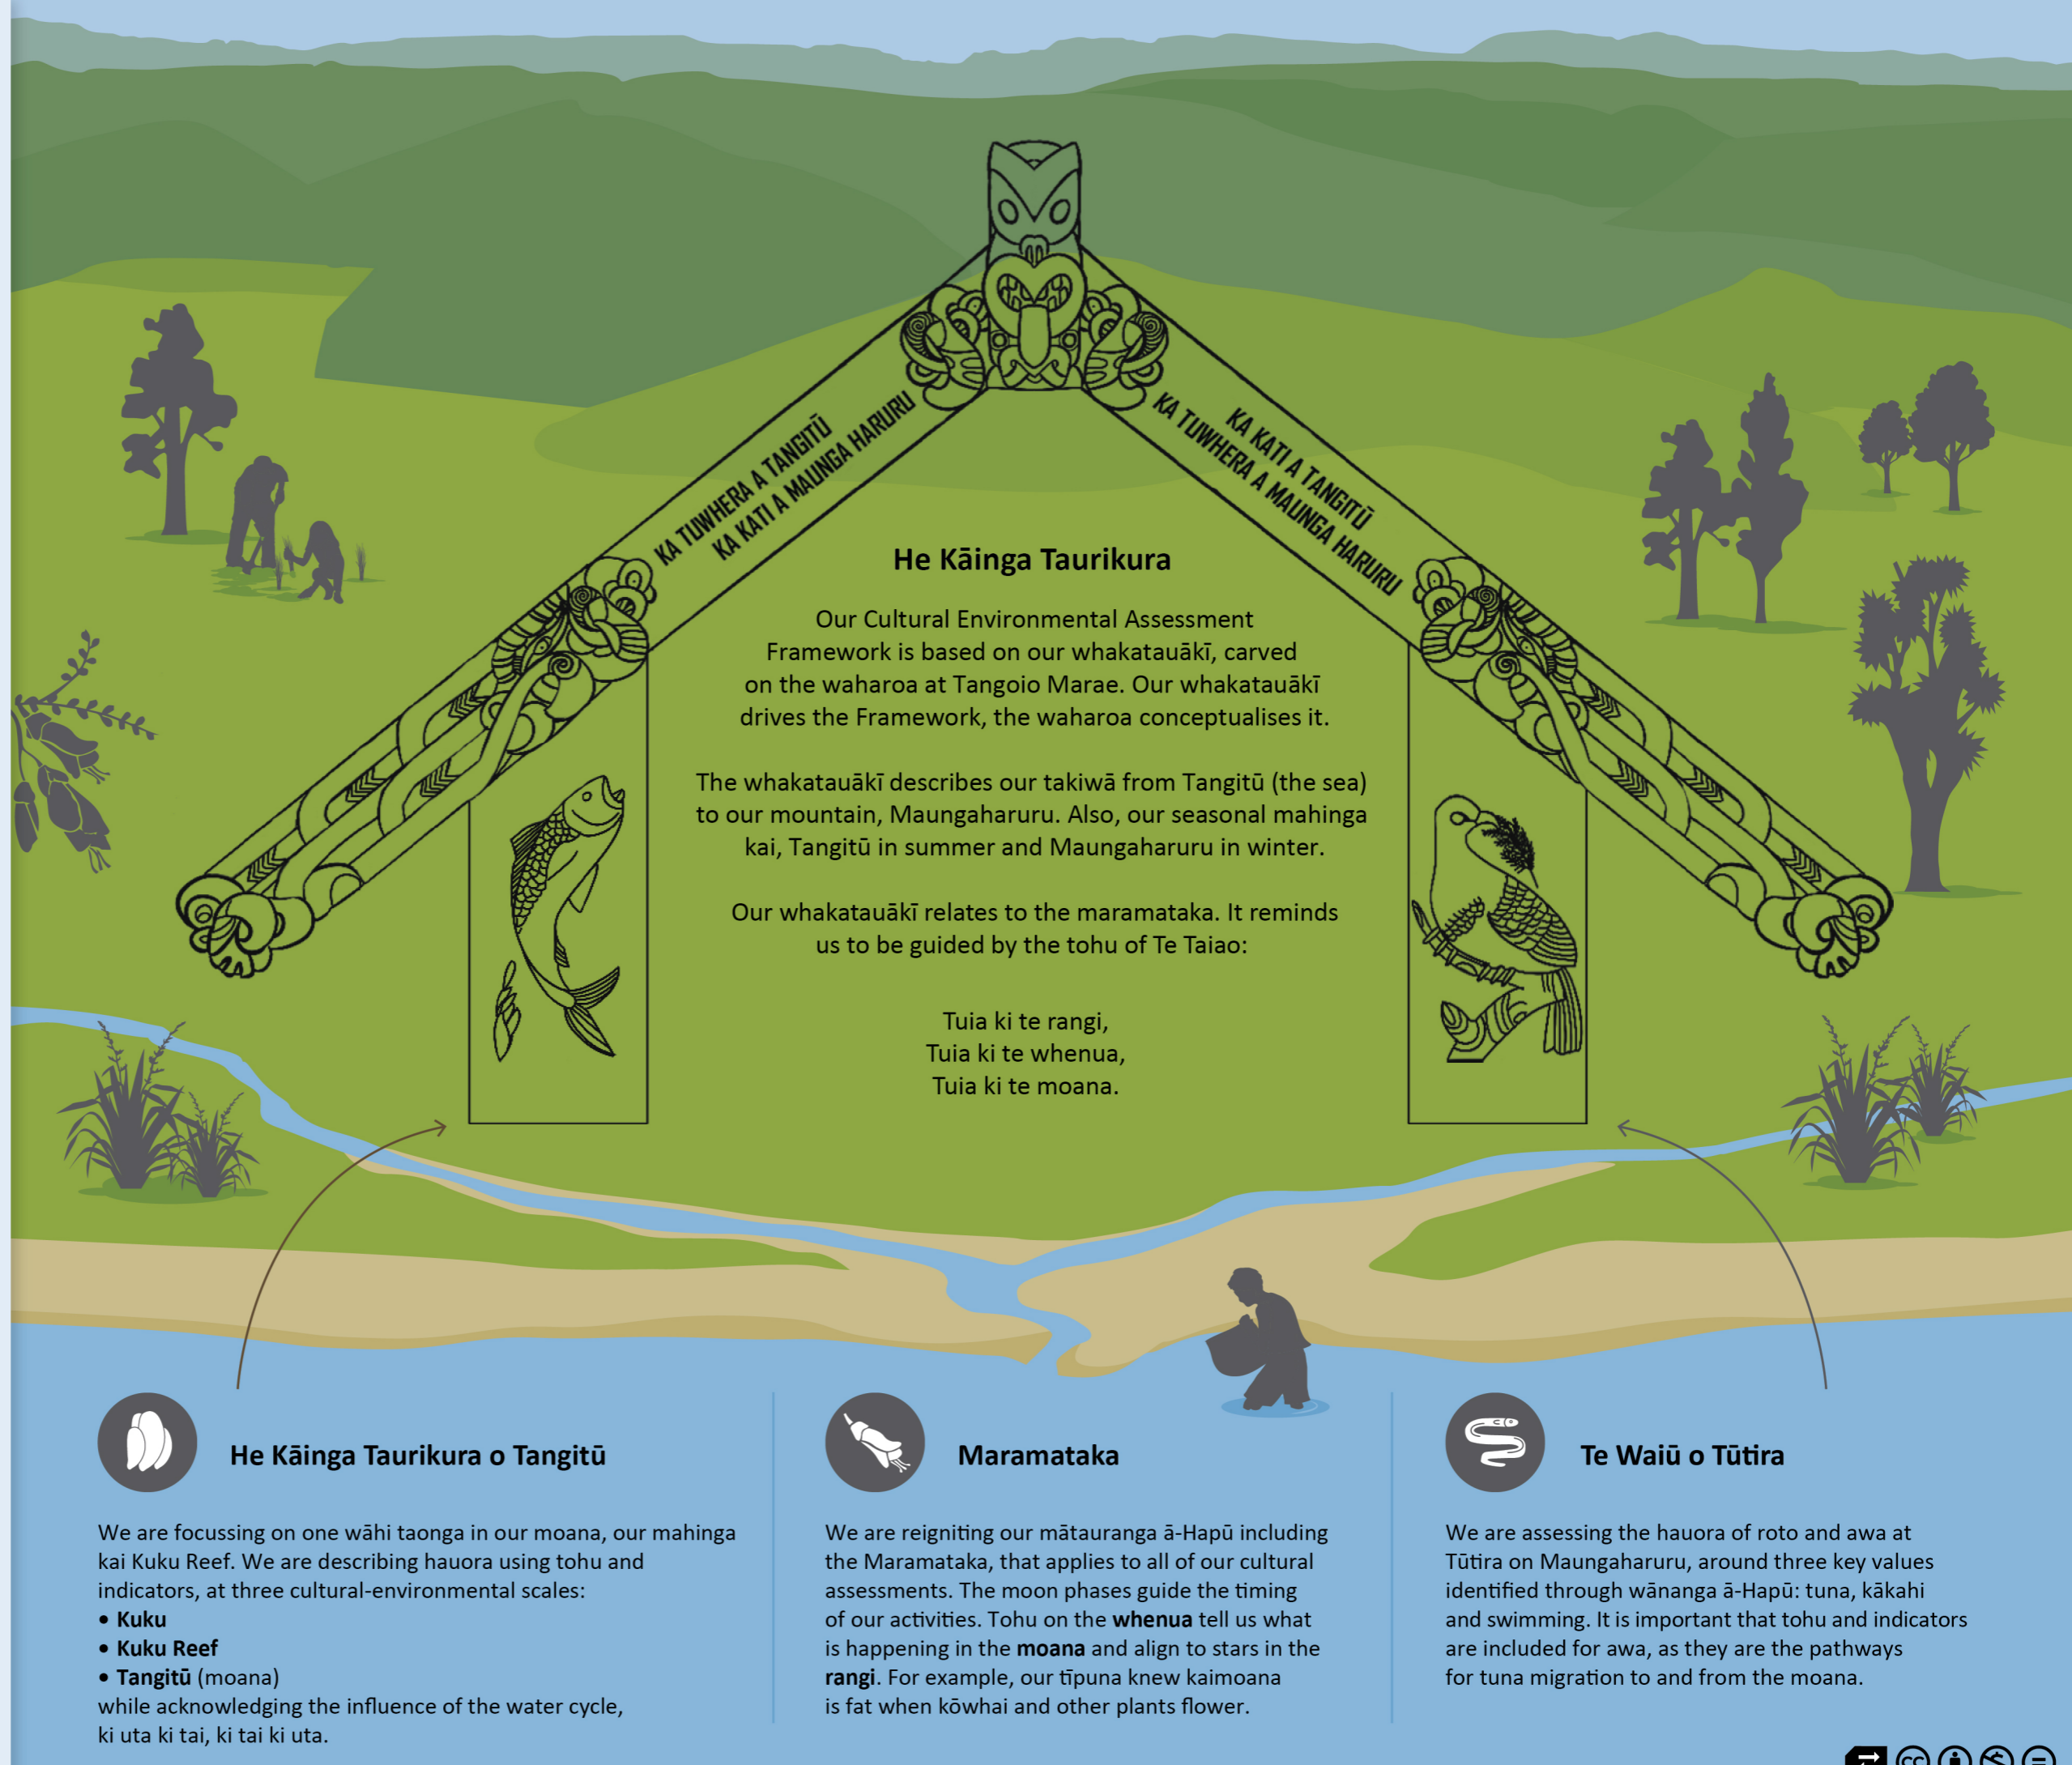 KA TUWHERA A TANGITŪ
KA KATI A MAUNGA HARURU
KA KATI A TANGITŪ
KA TUWHERA A MAUNGA HARURU
He Kāinga Taurikura
Our Cultural Environmental Assessment
Framework is based on our whakatauākī, carved
on the waharoa at Tangoio Marae. Our whakatauākī
drives the Framework, the waharoa conceptualises it.
The whakatauākī describes our takiwā from Tangitū (the sea)
to our mountain, Maungaharuru. Also, our seasonal mahinga
kai, Tangitū in summer and Maungaharuru in winter.
Our whakatauākī relates to the maramataka. It reminds
us to be guided by the tohu of Te Taiao:
Tuia ki te rangi,
Tuia ki te whenua,
Tuia ki te moana.
He Kāinga Taurikura o Tangitū
We are focussing on one wāhi taonga in our moana, our mahinga
kai Kuku Reef. We are describing hauora using tohu and
indicators, at three cultural-environmental scales:
• Kuku
• Kuku Reef
• Tangitū (moana)
while acknowledging the influence of the water cycle,
ki uta ki tai, ki tai ki uta.
Maramataka
We are reigniting our mātauranga ā-Hapū including
the Maramataka, that applies to all of our cultural
assessments. The moon phases guide the timing
of our activities. Tohu on the whenua tell us what
is happening in the moana and align to stars in the
rangi. For example, our tīpuna knew kaimoana
is fat when kōwhai and other plants flower.
Te Waiū o Tūtira
We are assessing the hauora of roto and awa at
Tūtira on Maungaharuru, around three key values
identified through wānanga ā-Hapū: tuna, kākahi
and swimming. It is important that tohu and indicators
are included for awa, as they are the pathways
for tuna migration to and from the moana.
cc